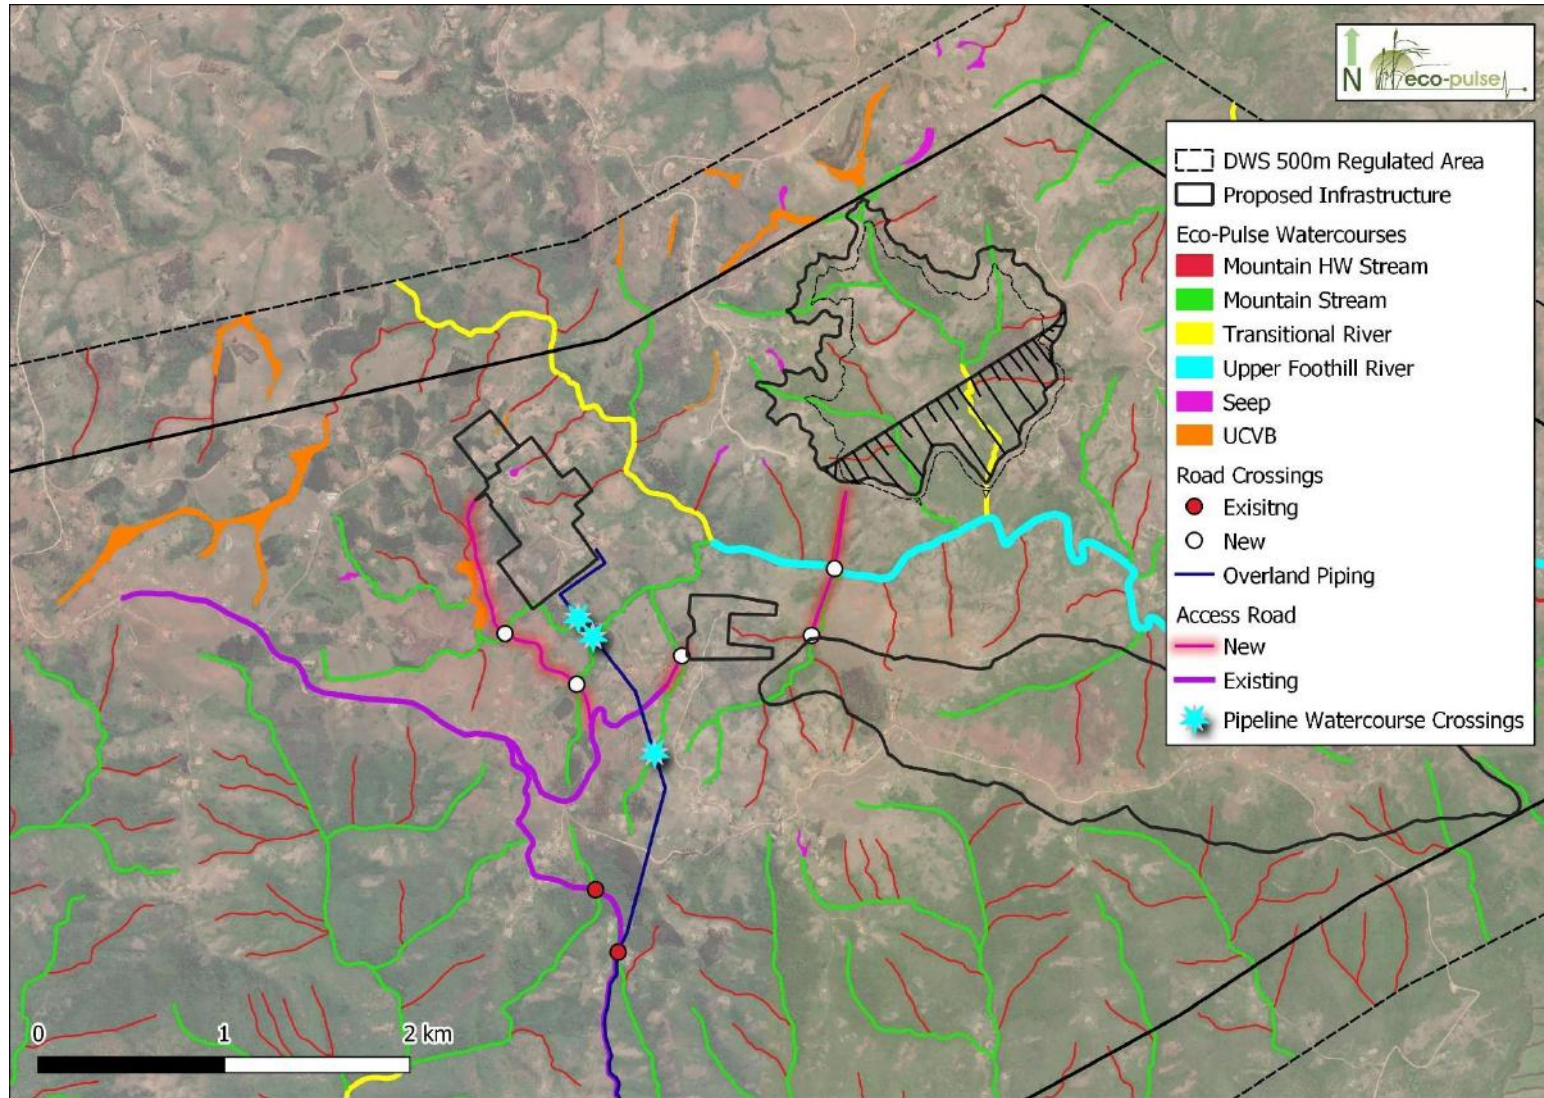 N
eco-pulse
DWS 500m Regulated Area
Proposed Infrastructure
Eco-Pulse Watercourses
Mountain HW Stream
Mountain Stream
Transitional River
Upper Foothill River
Seep
UCVB
Road Crossings
Exisitng
New
Overland Piping
Access Road
New
Existing
Pipeline Watercourse Crossings
0 1 2 km